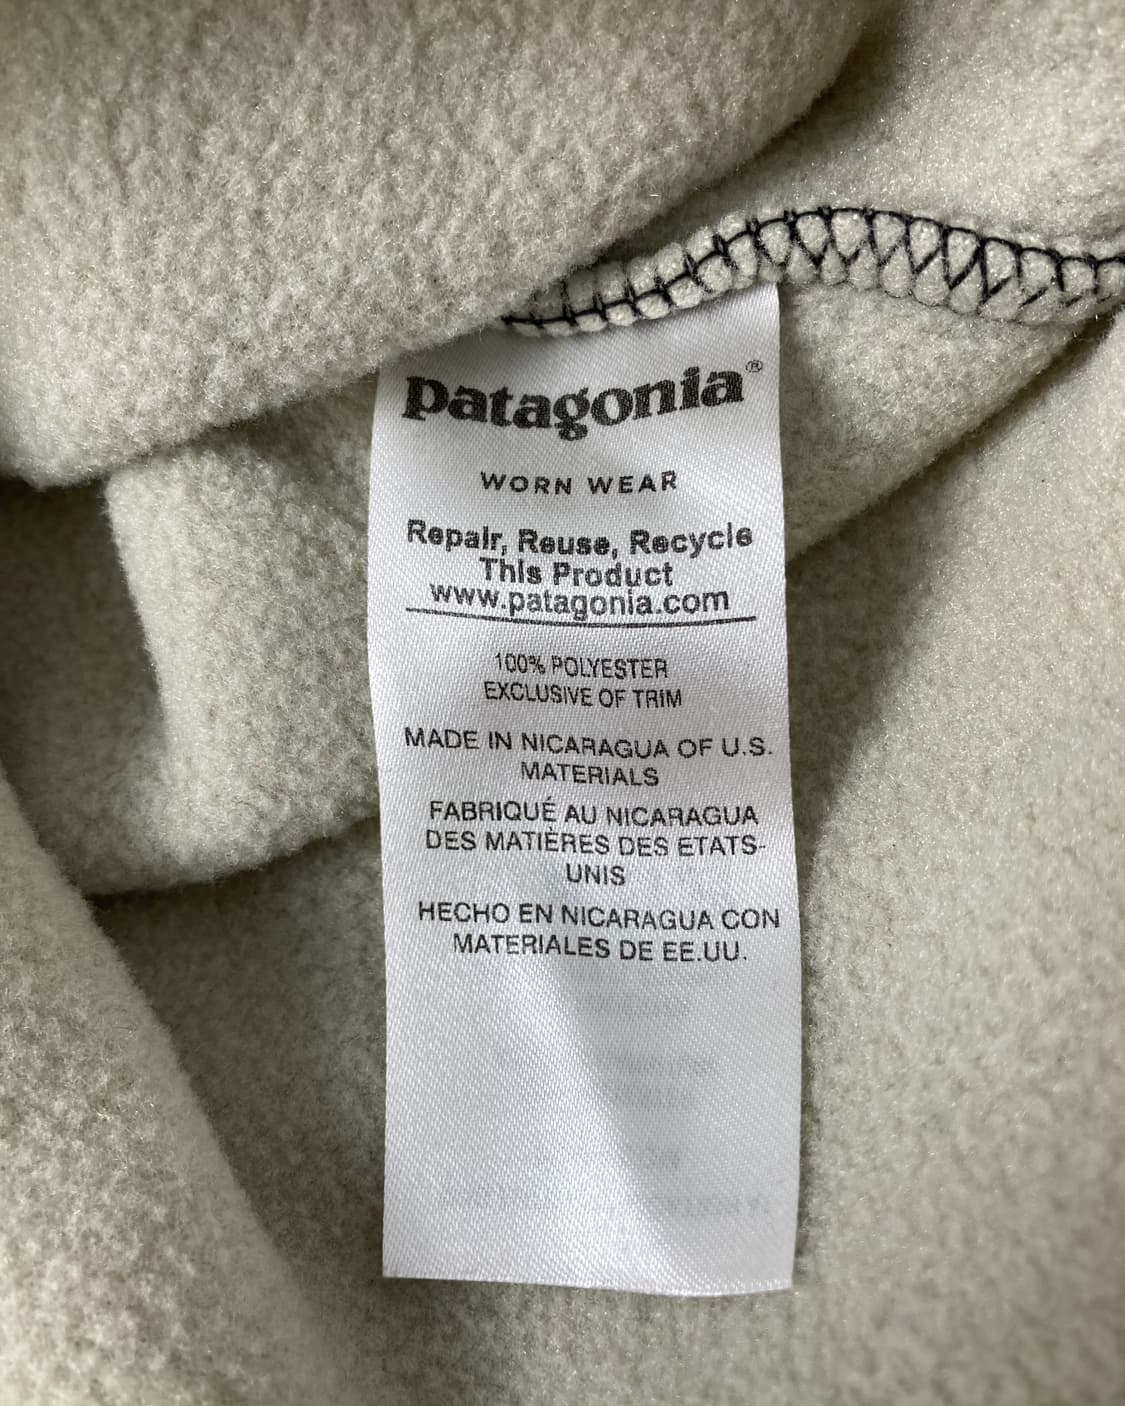 patagonia®
WORN WEAR
Repair, Reuse, Recycle
This Product
www.patagonia.com
100% POLYESTER
EXCLUSIVE OF TRIM
MADE IN NICARAGUA OF U.S.
MATERIALS
FABRIQUÉ AU NICARAGUA
DES MATIÈRES DES ETATS-
UNIS
HECHO EN NICARAGUA CON
MATERIALES DE EE.UU.